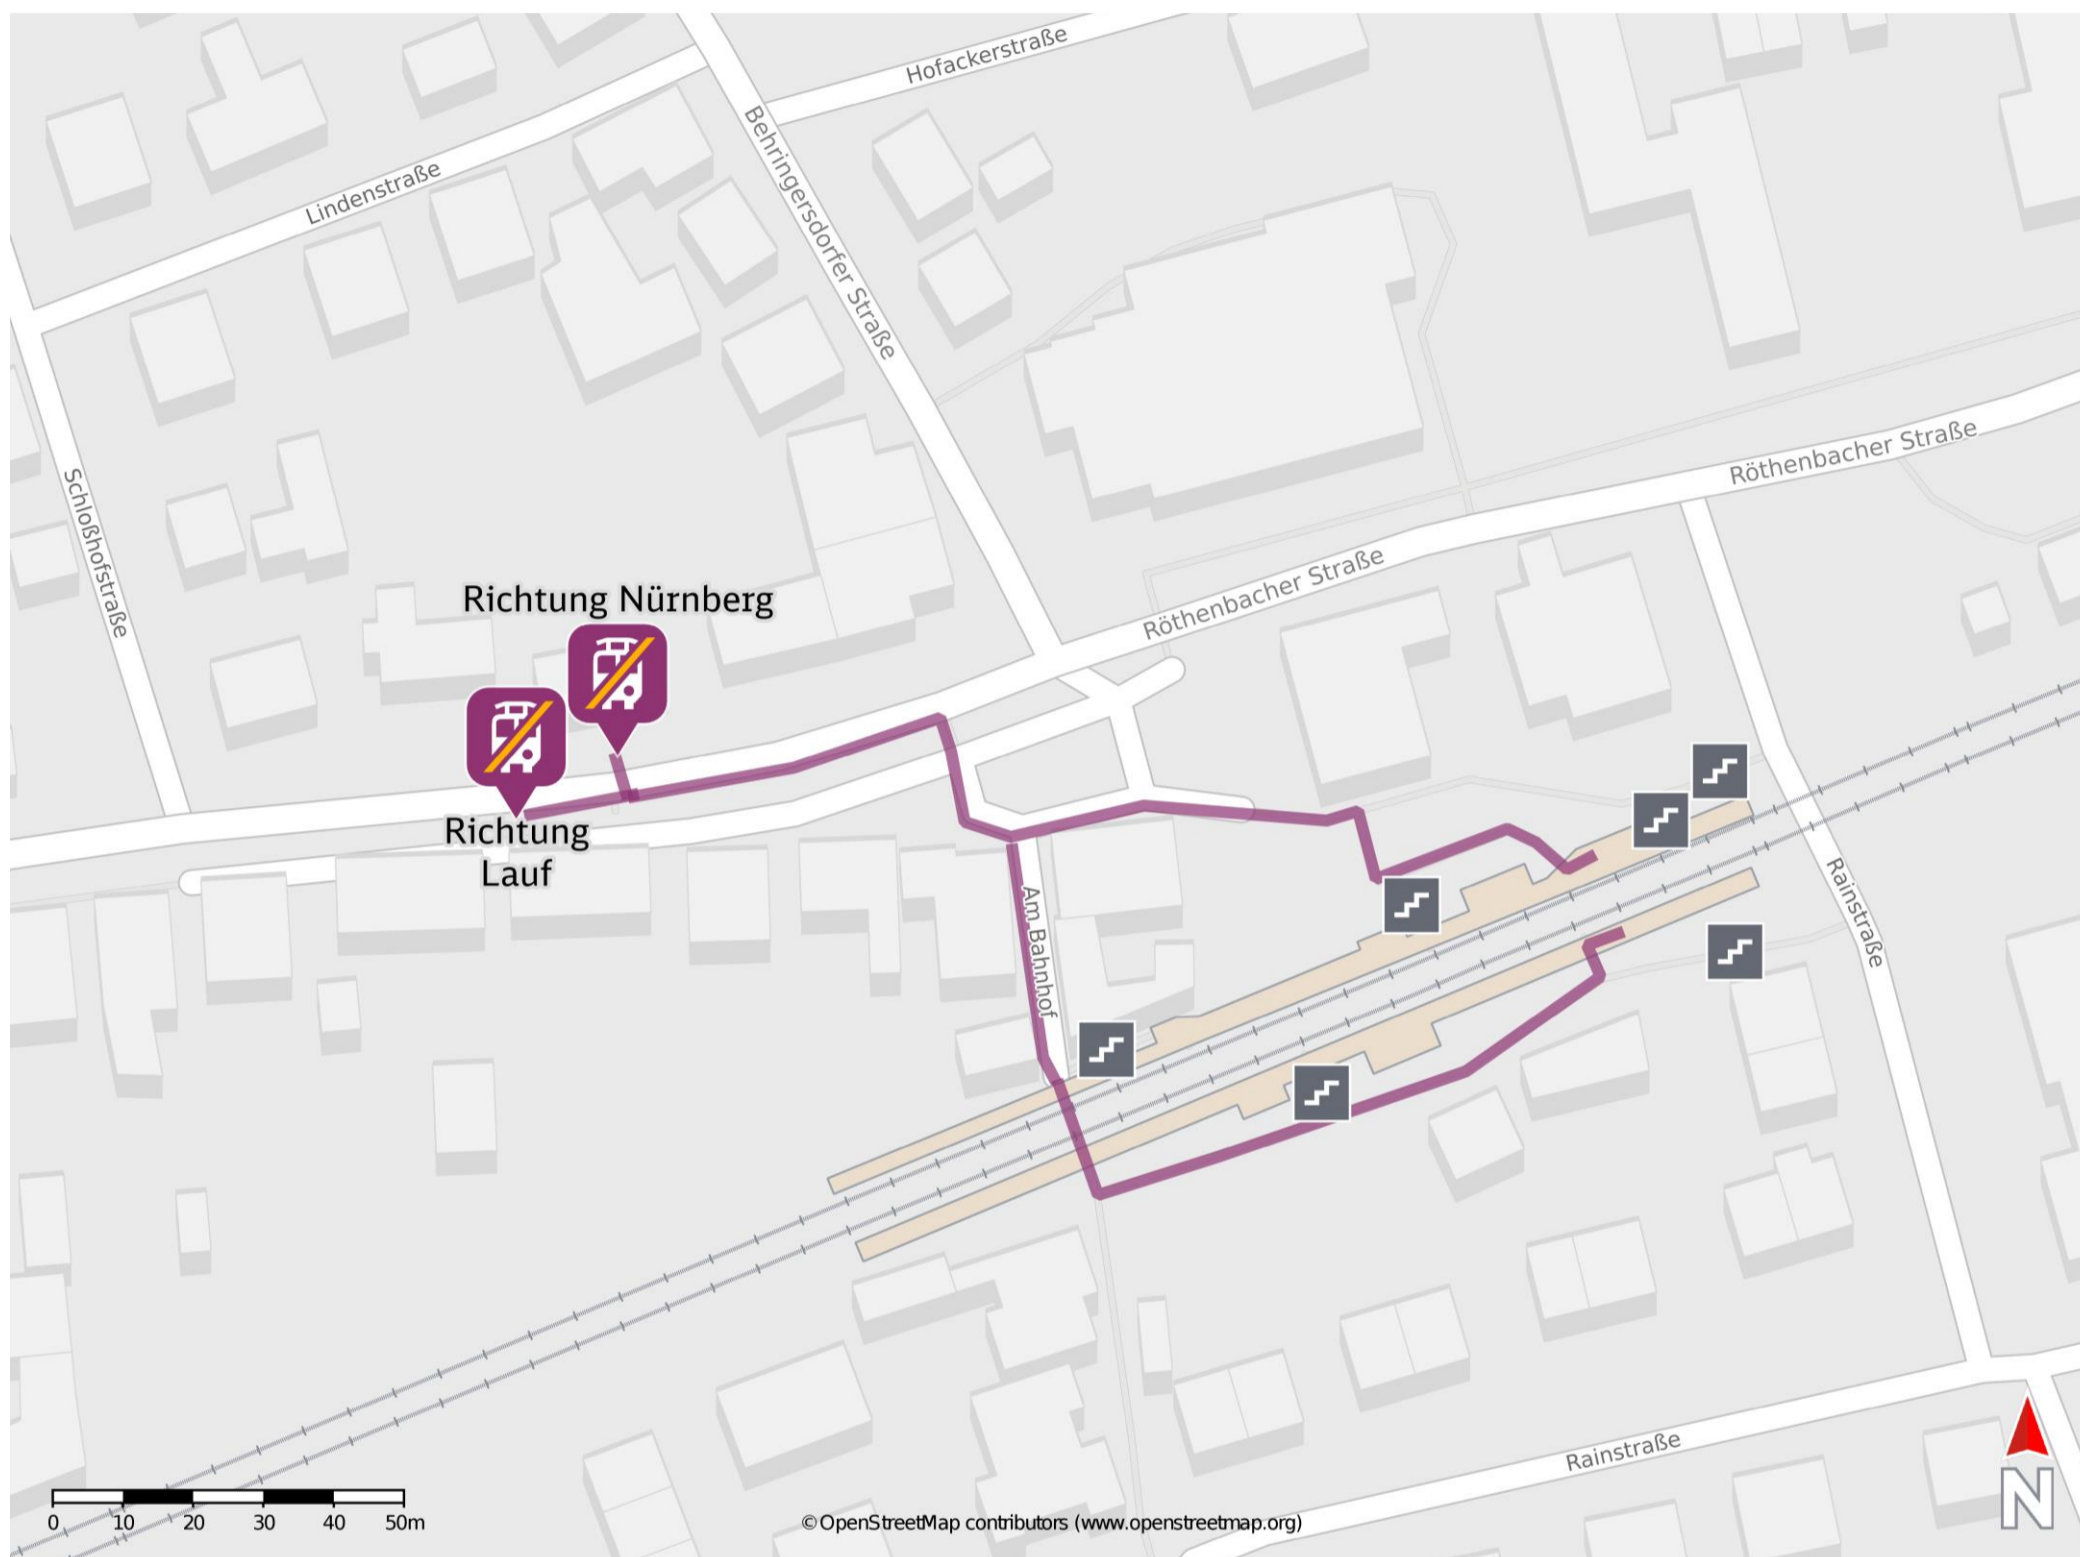 Hofackerstraße
Behringersdorfer Straße
Lindenstraße
Röthenbacher Straße
Schloßhofstraße
Röthenbacher Straße
Richtung Nürnberg
Richtung
Lauf
Am Bahnhof
Rainstraße
Rainstraße
0 10 20 30 40 50m
©OpenStreetMap contributors (www.openstreetmap.org)
N